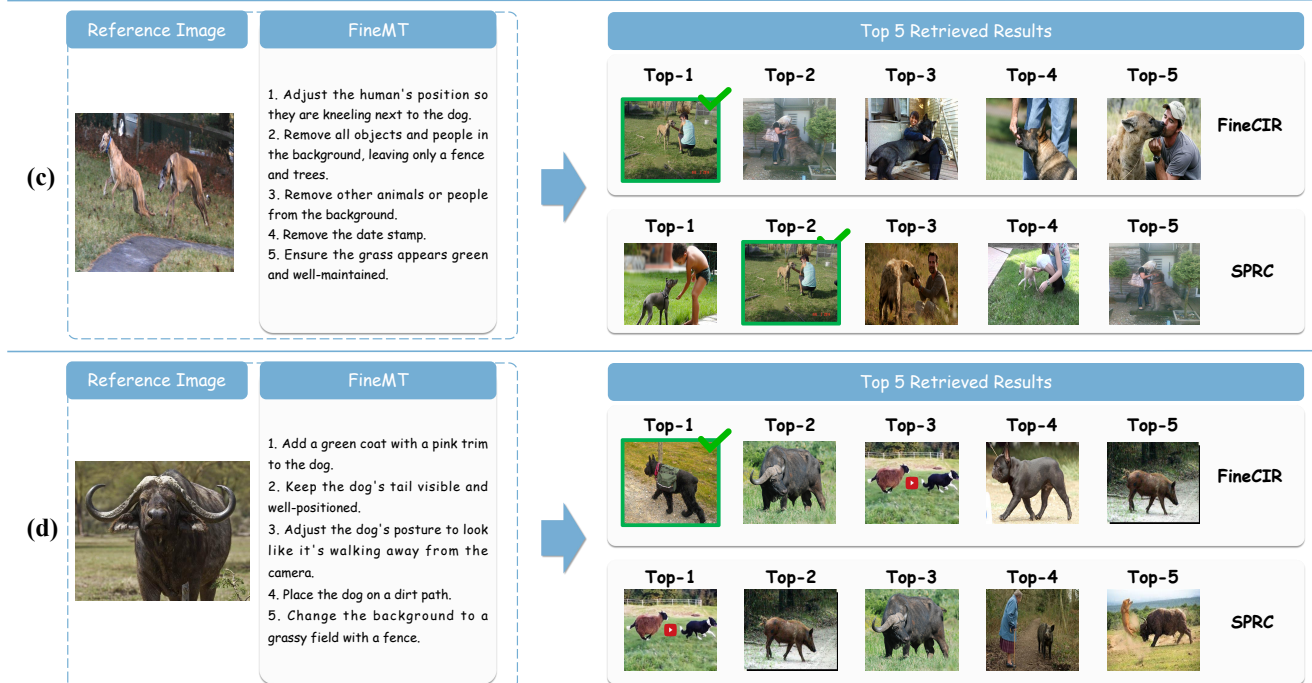 Reference Image
FineMT
Top 5 Retrieved Results
(c)
1. Adjust the human's position so
they are kneeling next to the dog.
2. Remove all objects and people in
the background, leaving only a fence
and trees.
3. Remove other animals or people
from the background.
4. Remove the date stamp.
5. Ensure the grass appears green
and well-maintained.
Top-1 Top-2 Top-3 Top-4 Top-5
FineCIR
Top-1 Top-2 Top-3 Top-4 Top-5
SPRC
Reference Image
FineMT
Top 5 Retrieved Results
(d)
1. Add a green coat with a pink trim
to the dog.
2. Keep the dog's tail visible and
well-positioned.
3. Adjust the dog's posture to look
like it's walking away from the
camera.
4. Place the dog on a dirt path.
5. Change the background to a
grassy field with a fence.
Top-1 Top-2 Top-3 Top-4 Top-5
FineCIR
Top-1 Top-2 Top-3 Top-4 Top-5
SPRC